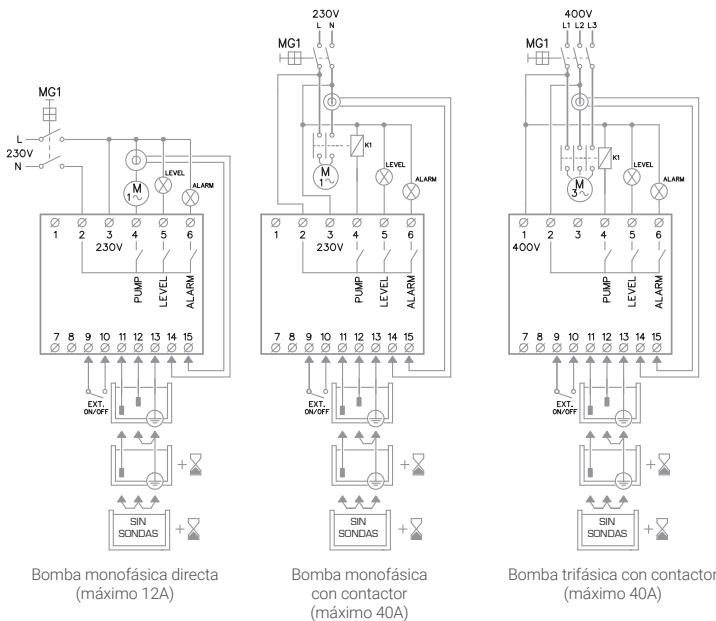 MG1
L
230V
N
M
1~
LEVEL
ALARM
1 2 3 4 5 6
230V
PUMP
LEVEL
ALARM
7 8 9 10 11 12 13 14 15
EXT.
ON/OFF
+
+
SIN
SONDAS
+
Bomba monofásica directa
(máximo 12A)
230V
L N
MG1
K1
M
1~
LEVEL
ALARM
1 2 3 4 5 6
230V
PUMP
LEVEL
ALARM
7 8 9 10 11 12 13 14 15
EXT.
ON/OFF
+
SIN
SONDAS
+
Bomba monofásica
con contactor
(máximo 40A)
400V
L1 L2 L3
MG1
K1
M
3~
LEVEL
ALARM
1 2 3 4 5 6
400V
PUMP
LEVEL
ALARM
7 8 9 10 11 12 13 14 15
EXT.
ON/OFF
+
SIN
SONDAS
+
Bomba trifásica con contactor
(máximo 40A)